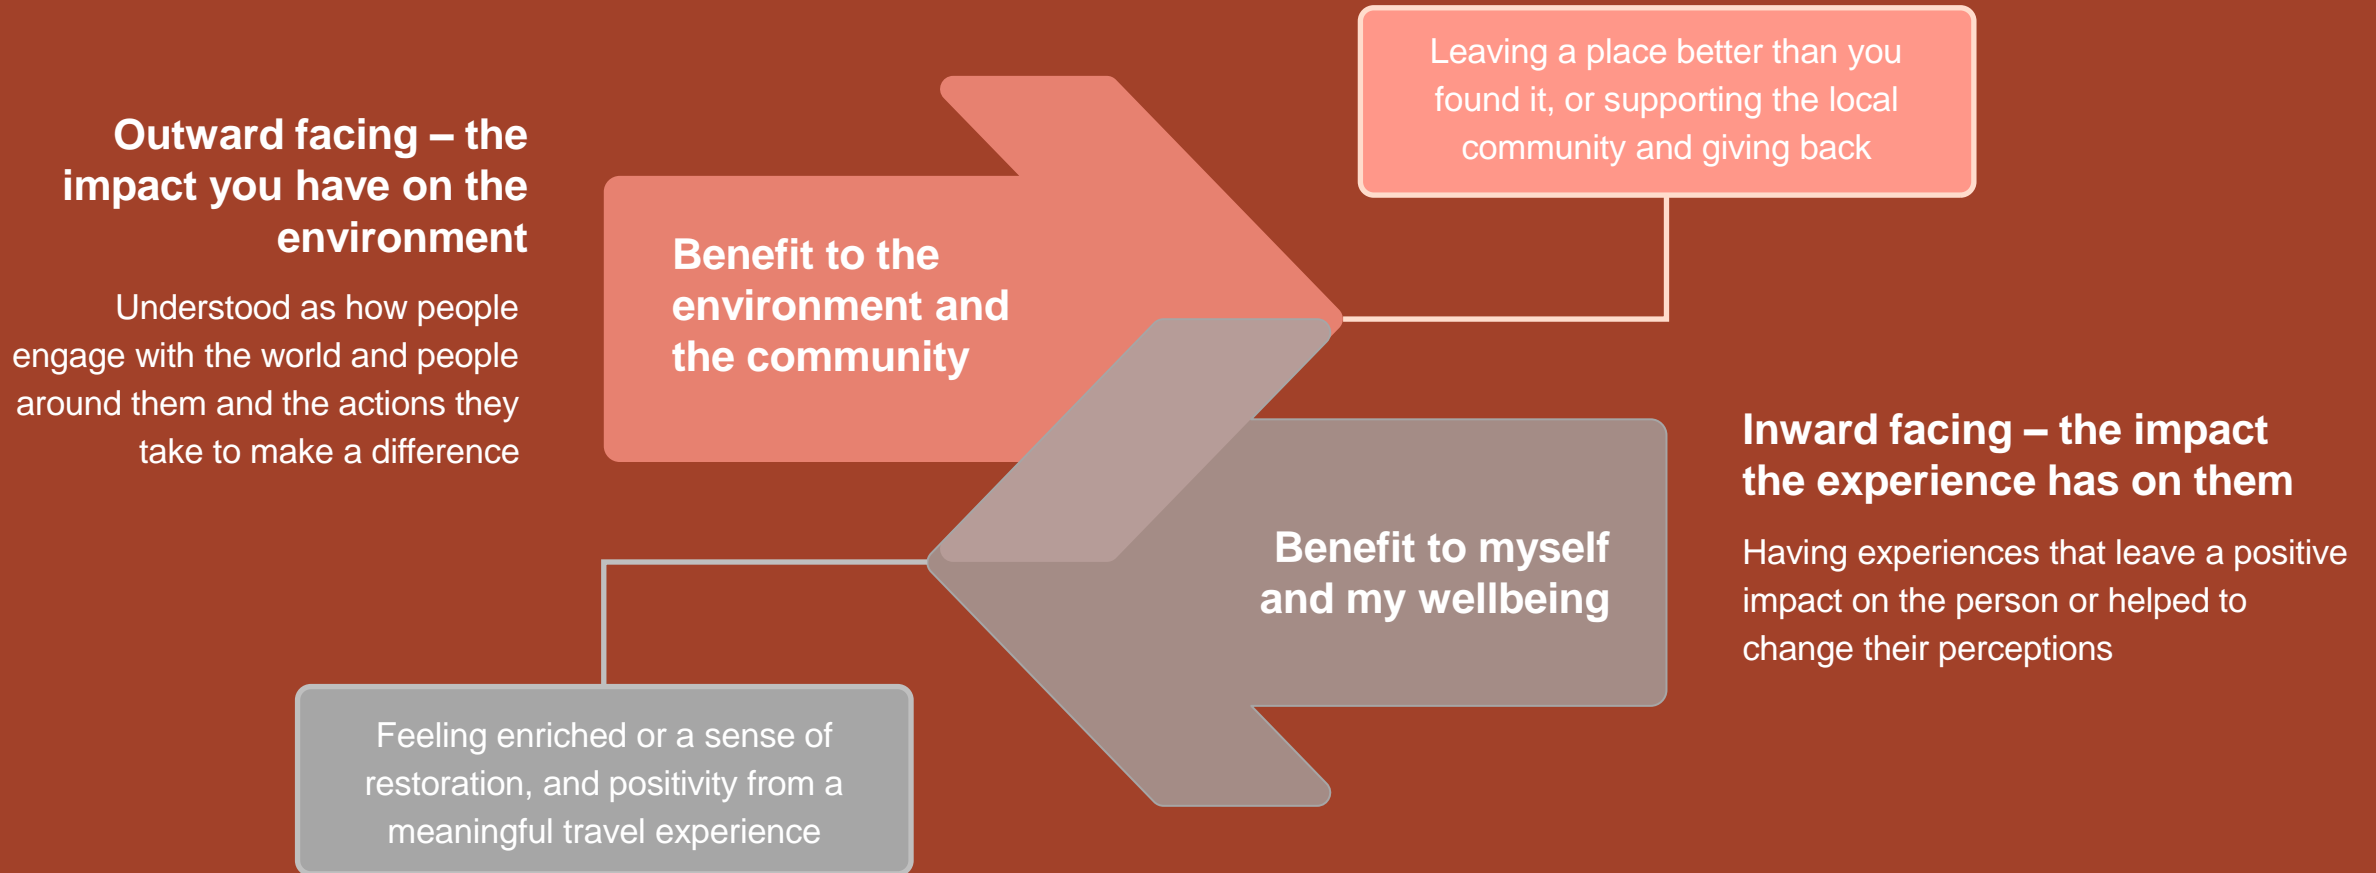 Outward facing – the
impact you have on the
environment
Understood as how people
engage with the world and people
around them and the actions they
take to make a difference
Benefit to the
environment and
the community
Leaving a place better than you
found it, or supporting the local
community and giving back
Inward facing – the impact
the experience has on them
Having experiences that leave a positive
impact on the person or helped to
change their perceptions
Benefit to myself
and my wellbeing
Feeling enriched or a sense of
restoration, and positivity from a
meaningful travel experience